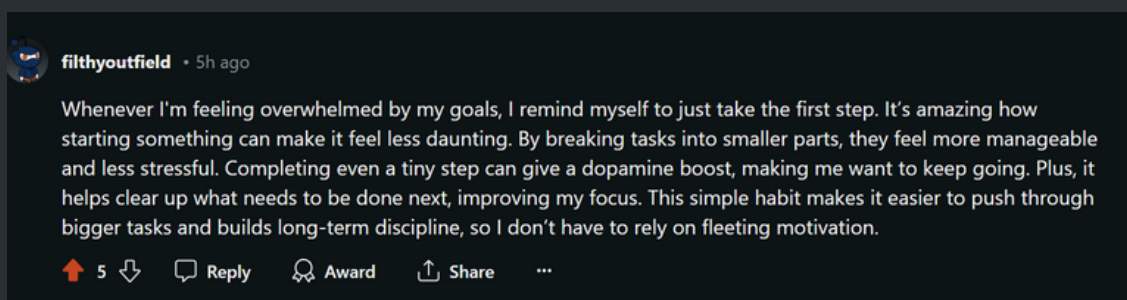 filthyoutfield • 5h ago
Whenever I'm feeling overwhelmed by my goals, I remind myself to just take the first step. It’s amazing how
starting something can make it feel less daunting. By breaking tasks into smaller parts, they feel more manageable
and less stressful. Completing even a tiny step can give a dopamine boost, making me want to keep going. Plus, it
helps clear up what needs to be done next, improving my focus. This simple habit makes it easier to push through
bigger tasks and builds long-term discipline, so I don’t have to rely on fleeting motivation.
5 Reply Award Share ...